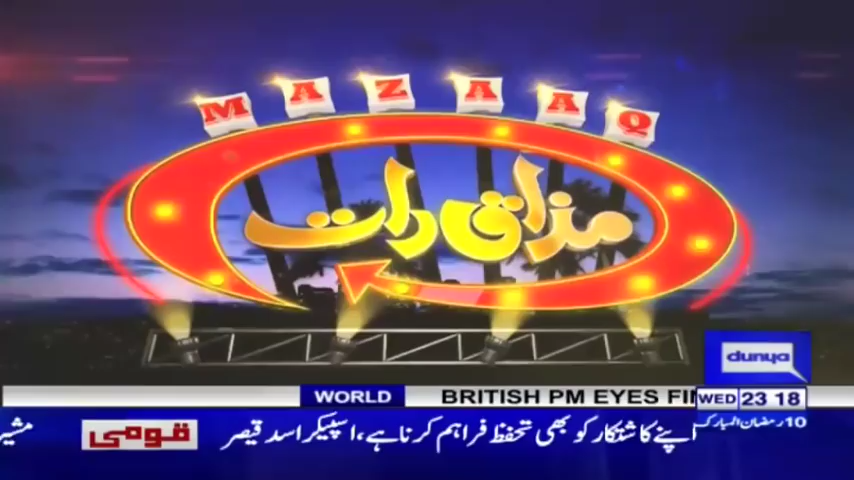 MAZAAQ
مذاق رات
dunya
WORLD BRITISH PM EYES FI
WED 23 18
10 رمضان المبارک
اپنے کاشتکار کو بھی تحفظ فراہم کرنا ہے، اسپیکر اسد قیصر قومی مشیر